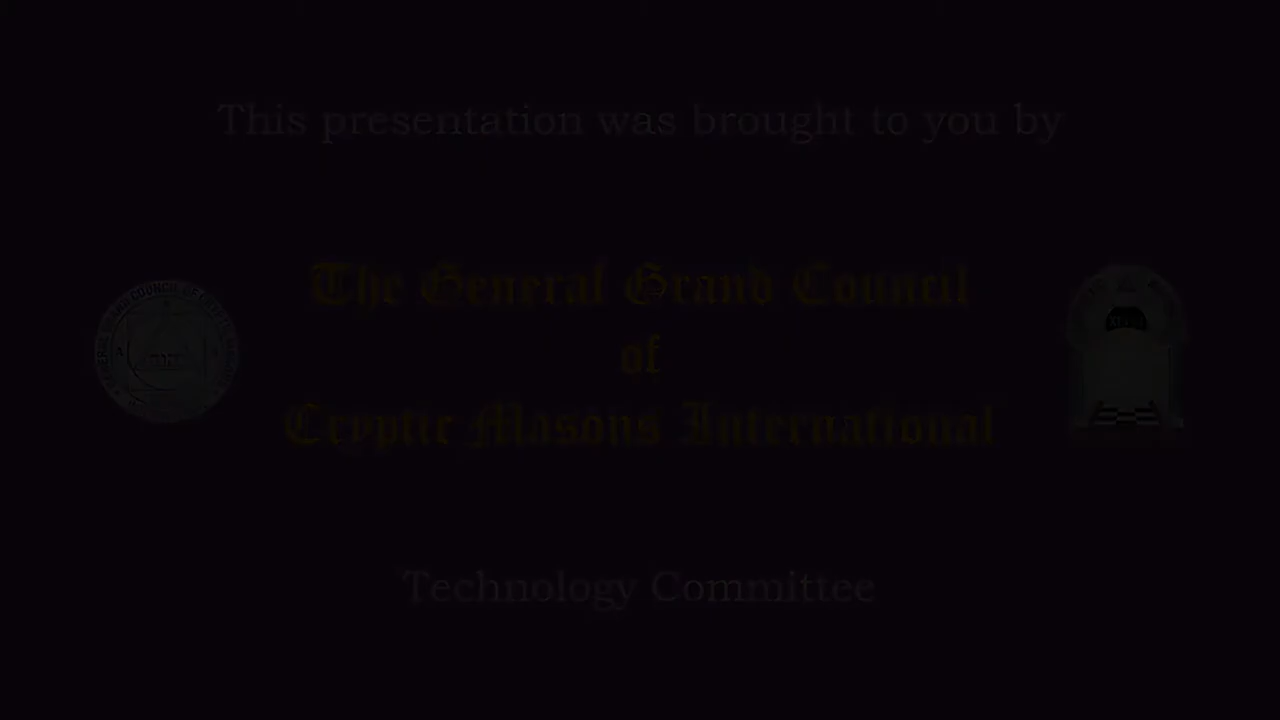 This presentation was brought to you by
The General Grand Council
of
Cryptic Masons International
Technology Committee